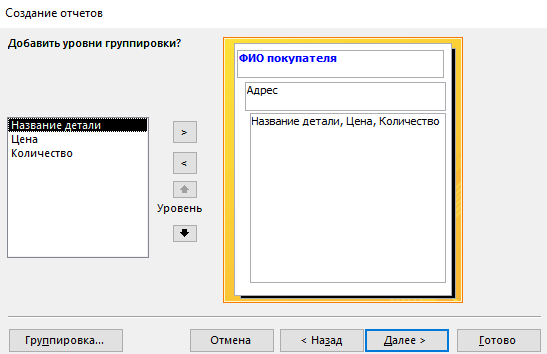 Создание отчетов
Добавить уровни группировки?
Название детали
Цена
Количество
>
<
Уровень
ФИО покупателя
Адрес
Название детали, Цена, Количество
Группировка...
Отмена
< Назад
Далее >
Готово